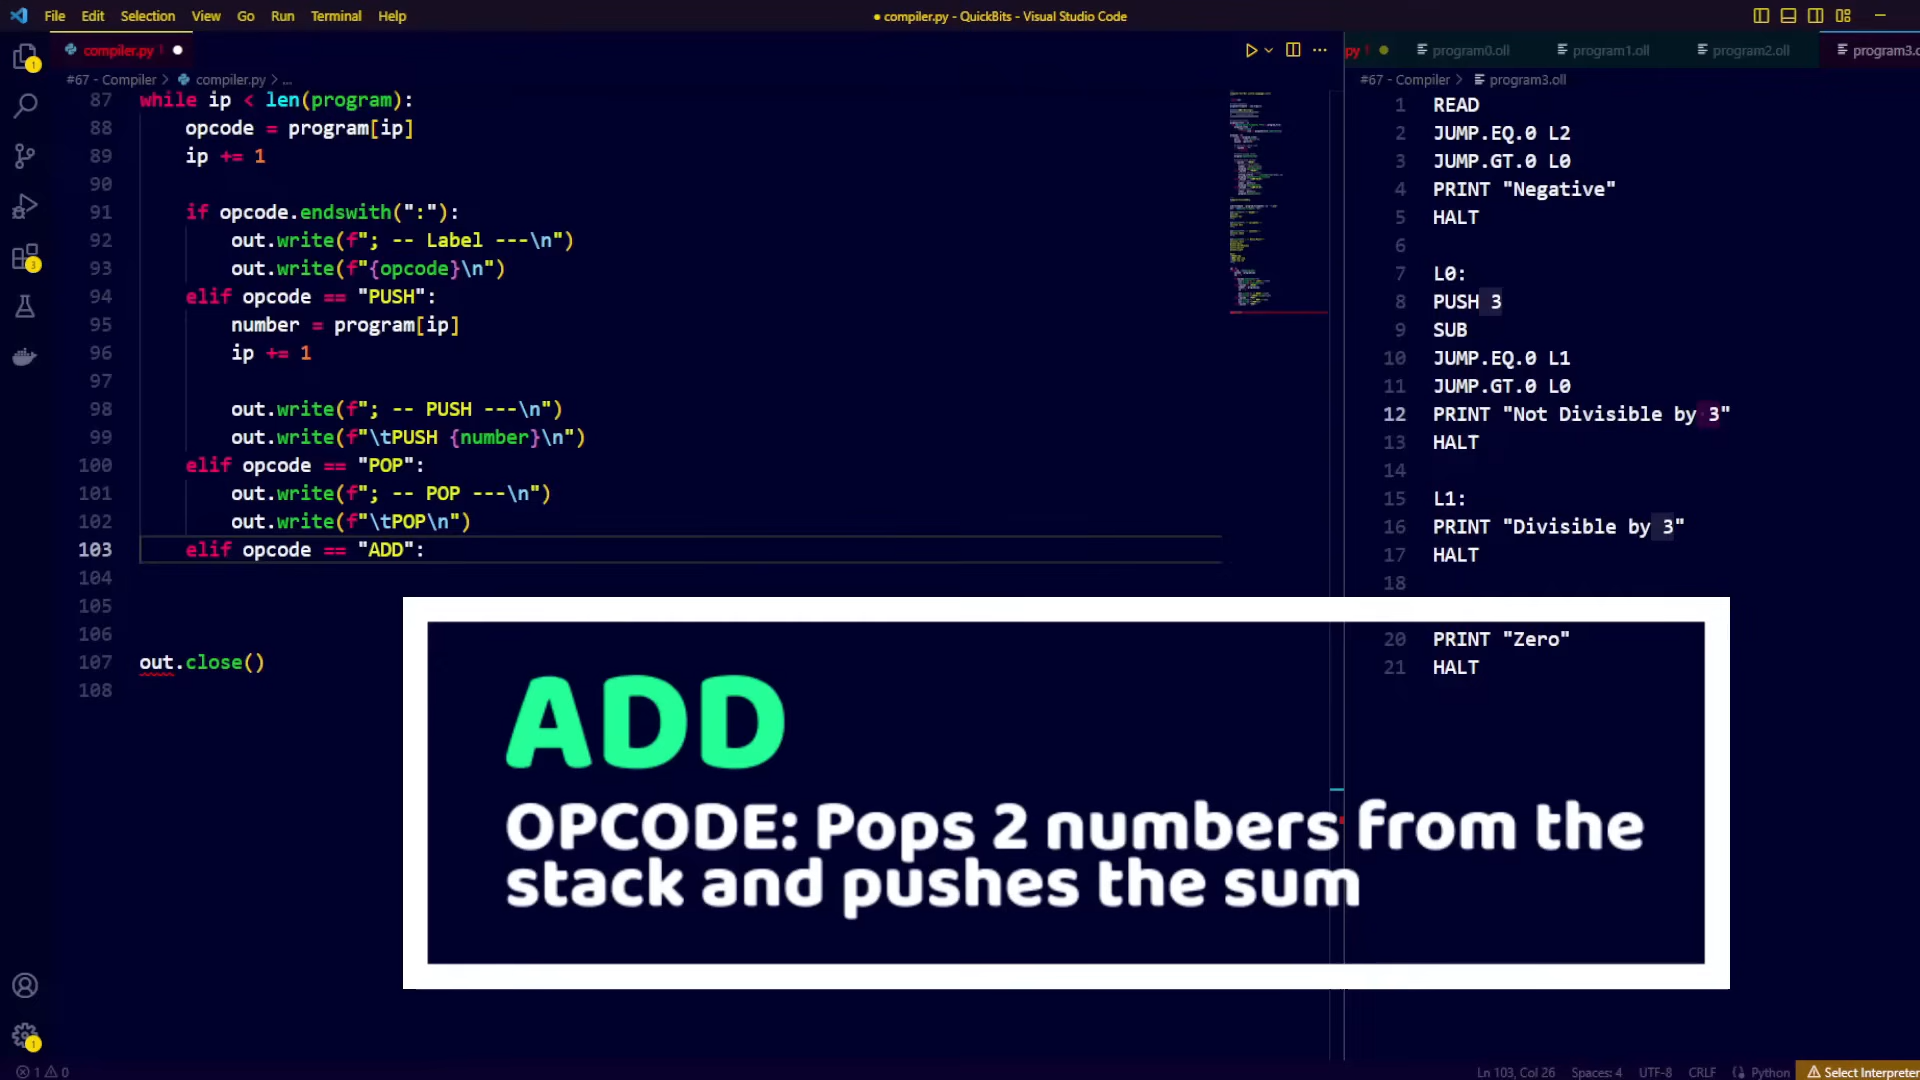 File Edit Selection View Go Run Terminal Help
● compiler.py - QuickBits - Visual Studio Code
compiler.py 1 ●
#67 - Compiler > compiler.py > ...
87 while ip < len(program):
88 opcode = program[ip]
89 ip += 1
90
91 if opcode.endswith(":"):
92 out.write(f"; -- Label ---\n")
93 out.write(f"{opcode}\n")
94 elif opcode == "PUSH":
95 number = program[ip]
96 ip += 1
97
98 out.write(f"; -- PUSH ---\n")
99 out.write(f"\tPUSH {number}\n")
100 elif opcode == "POP":
101 out.write(f"; -- POP ---\n")
102 out.write(f"\tPOP\n")
103 elif opcode == "ADD":
104
105
106
107 out.close()
108
py ! ● program0.oll program1.oll program2.oll program3.o
#67 - Compiler > program3.oll
1 READ
2 JUMP.EQ.0 L2
3 JUMP.GT.0 L0
4 PRINT "Negative"
5 HALT
6
7 L0:
8 PUSH 3
9 SUB
10 JUMP.EQ.0 L1
11 JUMP.GT.0 L0
12 PRINT "Not Divisible by 3"
13 HALT
14
15 L1:
16 PRINT "Divisible by 3"
17 HALT
18
20 PRINT "Zero"
21 HALT
ADD
OPCODE: Pops 2 numbers from the
stack and pushes the sum
1
3
1
1 0
Ln 103, Col 26 Spaces: 4 UTF-8 CRLF Python Select Interpreter